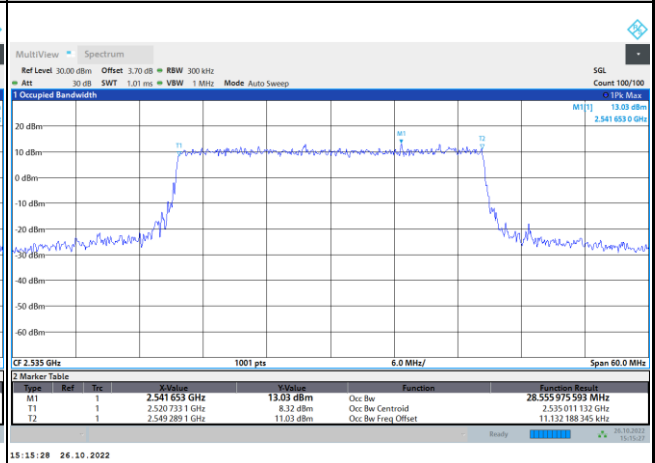 MultiView Spectrum
Ref Level 30.00 dBm Offset 3.70 dB RBW 300 kHz SGL
Att 30 dB SWT 1.01 ms VBW 1 MHz Mode Auto Sweep Count 100/100
1 Occupied Bandwidth 1Pk Max
M1[1] 13.03 dBm
2.541 653 0 GHz
20 dBm
M1
T1
T2
10 dBm
0 dBm
-10 dBm
-20 dBm
-30 dBm
-40 dBm
-50 dBm
-60 dBm
CF 2.535 GHz 1001 pts 6.0 MHz/ Span 60.0 MHz
2 Marker Table
Type Ref Trc X-Value Y-Value Function Function Result
M1 1 2.541 653 GHz 13.03 dBm Occ Bw 28.555 975 593 MHz
T1 1 2.520 733 1 GHz 8.32 dBm Occ Bw Centroid 2.535 011 132 GHz
T2 1 2.549 289 1 GHz 11.03 dBm Occ Bw Freq Offset 11.132 188 345 kHz
Ready 26.10.2022
15:15:27
15:15:28 26.10.2022